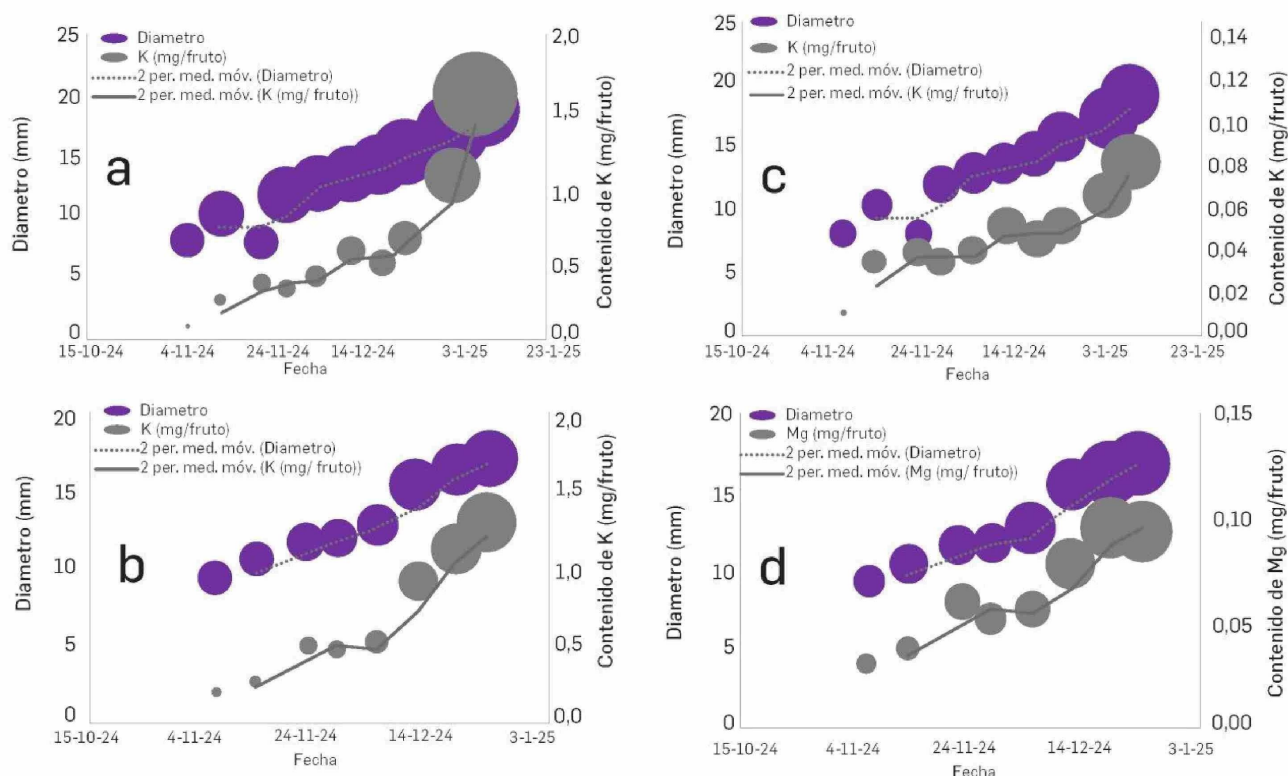 a
25
20
15
10
5
0
Diametro (mm)
Diametro
K (mg/fruto)
2 per. med. móv. (Diametro)
2 per. med. móv. (K (mg/ fruto))
2,0
1,5
1,0
0,5
0,0
Contenido de K (mg/fruto)
15-10-24 4-11-24 24-11-24 14-12-24 3-1-25 23-1-25
Fecha
c
25
20
15
10
5
0
Diametro (mm)
Diametro
K (mg/fruto)
2 per. med. móv. (Diametro)
2 per. med. móv. (K (mg/ fruto))
0,14
0,12
0,10
0,08
0,06
0,04
0,02
0,00
Contenido de K (mg/fruto)
15-10-24 4-11-24 24-11-24 14-12-24 3-1-25 23-1-25
Fecha
b
20
15
10
5
0
Diametro (mm)
Diametro
K (mg/fruto)
2 per. med. móv. (Diametro)
2 per. med. móv. (K (mg/ fruto))
2,0
1,5
1,0
0,5
0,0
Contenido de K (mg/fruto)
15-10-24 4-11-24 24-11-24 14-12-24 3-1-25
Fecha
d
20
15
10
5
0
Diametro (mm)
Diametro
Mg (mg/fruto)
2 per. med. móv. (Diametro)
2 per. med. móv. (Mg (mg/ fruto))
0,15
0,10
0,05
0,00
Contenido de Mg (mg/fruto)
15-10-24 4-11-24 24-11-24 14-12-24 3-1-25
Fecha